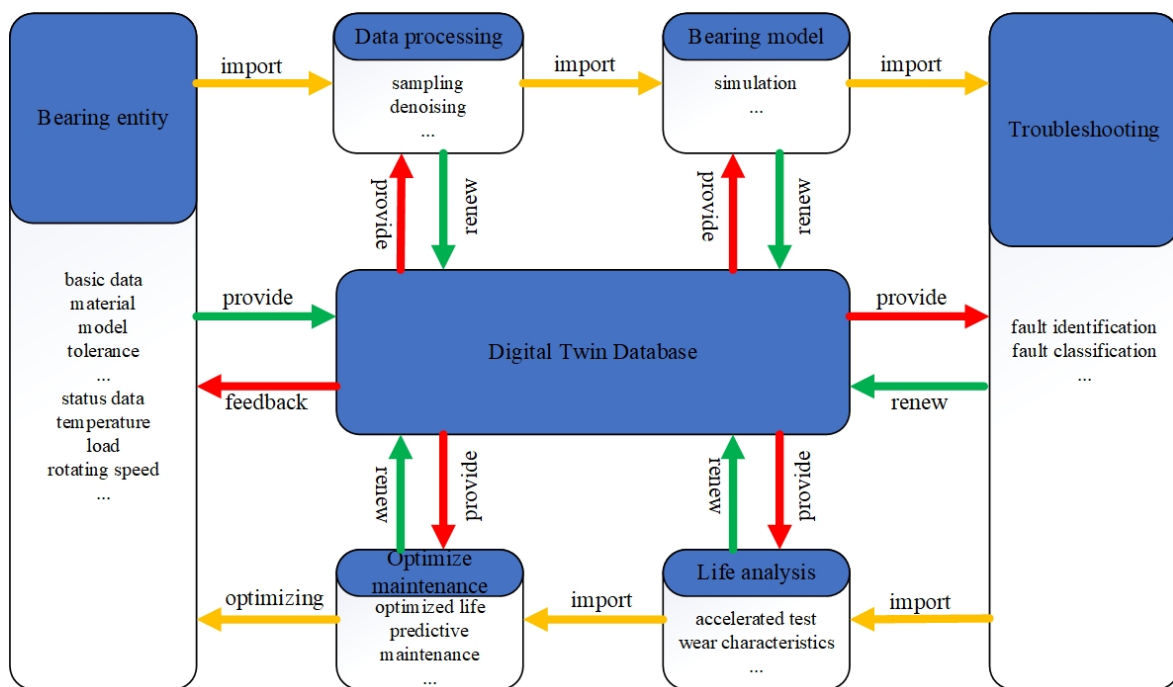 Data processing
Bearing model
import
import
import
sampling
denoising
...
simulation
...
Bearing entity
Troubleshooting
provide
renew
provide
renew
basic data
material
model
tolerance
...
status data
temperature
load
rotating speed
...
provide
Digital Twin Database
provide
feedback
renew
fault identification
fault classification
...
renew
provide
renew
provide
Optimize
maintenance
Life analysis
optimizing
optimized life
predictive
maintenance
...
import
accelerated test
wear characteristics
...
import